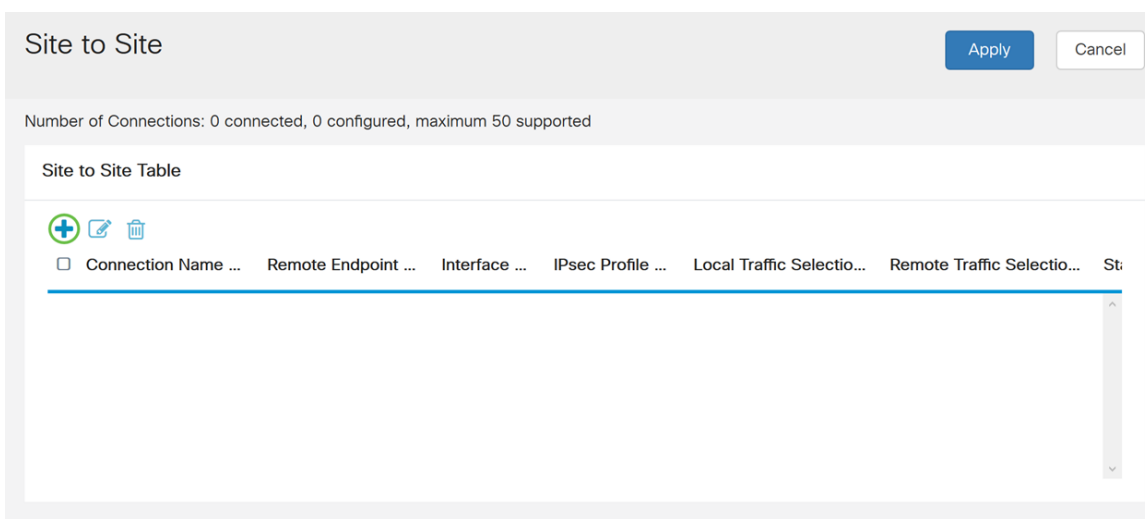 Site to Site
Apply
Cancel
Number of Connections: 0 connected, 0 configured, maximum 50 supported
Site to Site Table
Connection Name ... Remote Endpoint ... Interface ... IPsec Profile ... Local Traffic Selectio... Remote Traffic Selectio... Sta